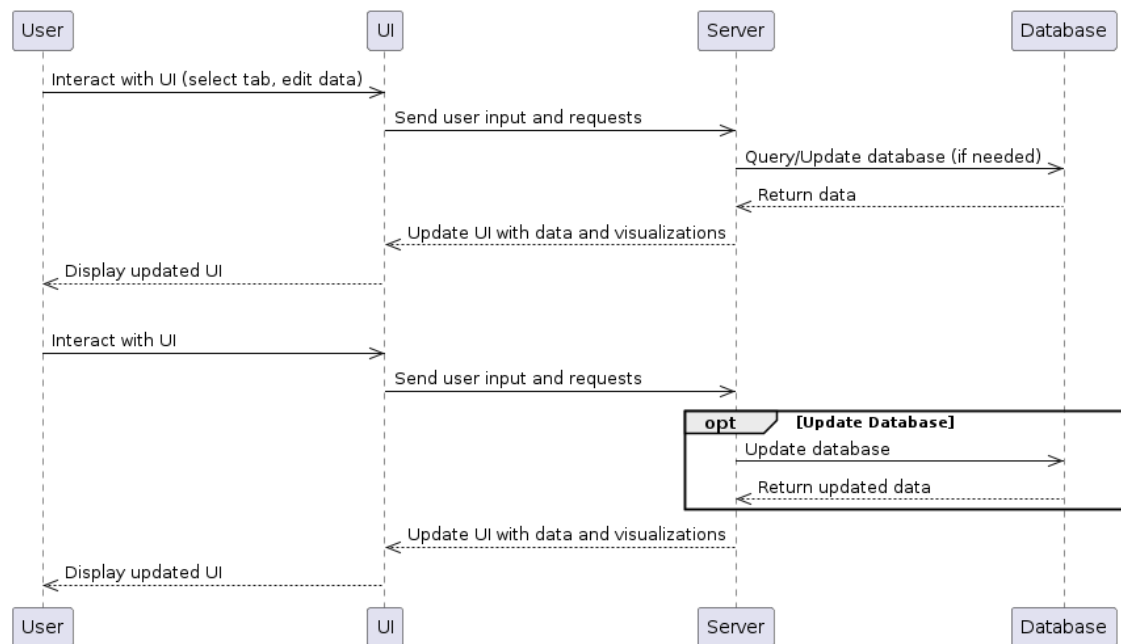 User UI Server Database
Interact with UI (select tab, edit data)
Send user input and requests
Query/Update database (if needed)
Return data
Update UI with data and visualizations
Display updated UI
Interact with UI
Send user input and requests
opt [Update Database]
Update database
Return updated data
Update UI with data and visualizations
Display updated UI
User UI Server Database